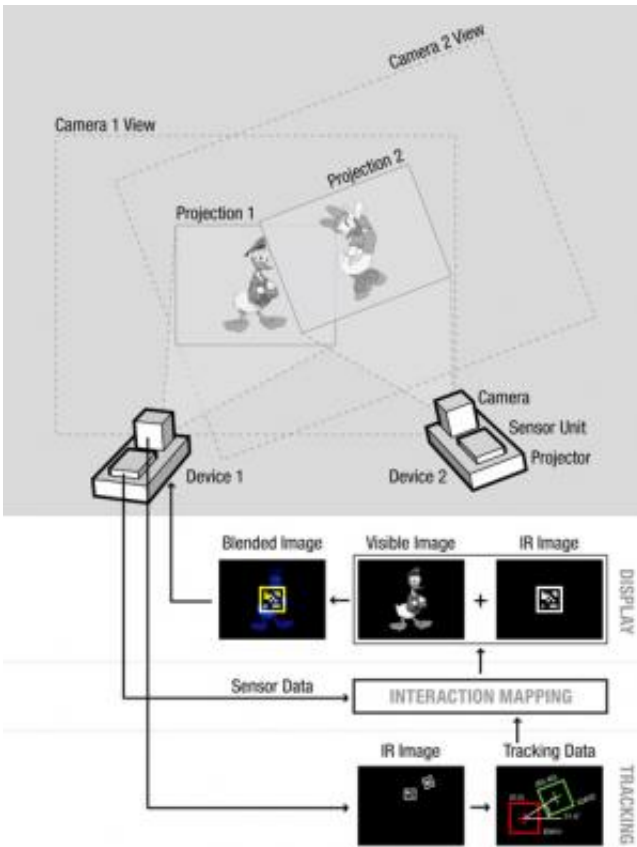 Camera 2 View
Camera 1 View
Projection 2
Projection 1
Camera
Sensor Unit
Projector
Device 1
Device 2
Blended Image
Visible Image
IR Image
+
DISPLAY
Sensor Data
INTERACTION MAPPING
IR Image
Tracking Data
TRACKING